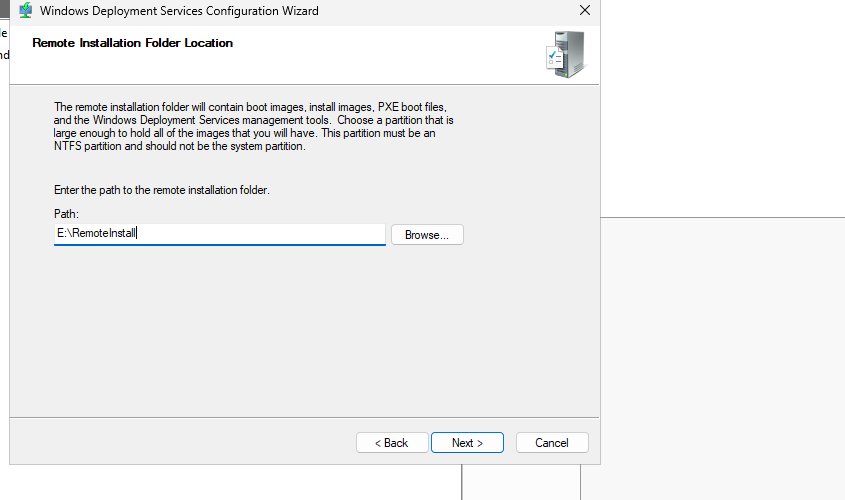 Windows Deployment Services Configuration Wizard
Remote Installation Folder Location
The remote installation folder will contain boot images, install images, PXE boot files,
and the Windows Deployment Services management tools.  Choose a partition that is
large enough to hold all of the images that you will have. This partition must be an
NTFS partition and should not be the system partition.
Enter the path to the remote installation folder.
Path:
E:\RemoteInstall
Browse...
< Back
Next >
Cancel